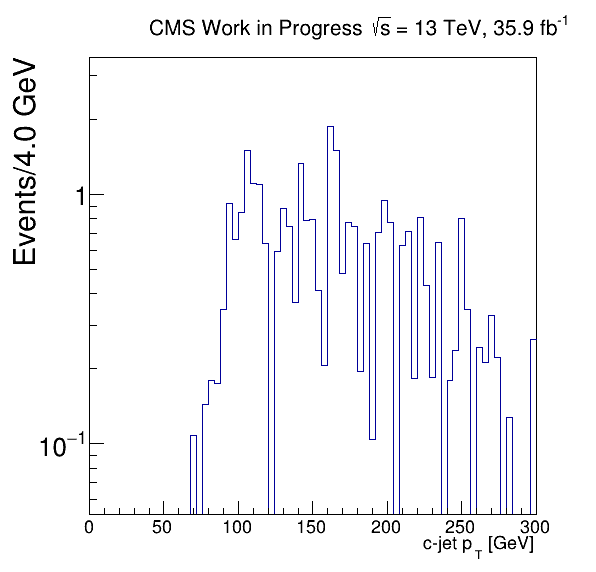 CMS Work in Progress √s = 13 TeV, 35.9 fb⁻¹
Events/4.0 GeV
1
10⁻¹
0 50 100 150 200 250 300
c-jet p_T [GeV]